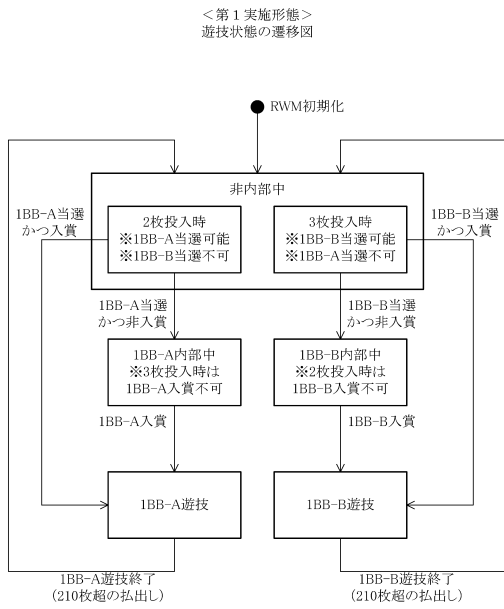 ＜第１実施形態＞
遊技状態の遷移図
RWM初期化
非内部中
1BB-A当選
かつ入賞
2枚投入時
※1BB-A当選可能
※1BB-B当選不可
3枚投入時
※1BB-B当選可能
※1BB-A当選不可
1BB-B当選
かつ入賞
1BB-A当選
かつ非入賞
1BB-B当選
かつ非入賞
1BB-A内部中
※3枚投入時は
1BB-A入賞不可
1BB-B内部中
※2枚投入時は
1BB-B入賞不可
1BB-A入賞
1BB-B入賞
1BB-A遊技
1BB-B遊技
1BB-A遊技終了
（210枚超の払出し）
1BB-B遊技終了
（210枚超の払出し）